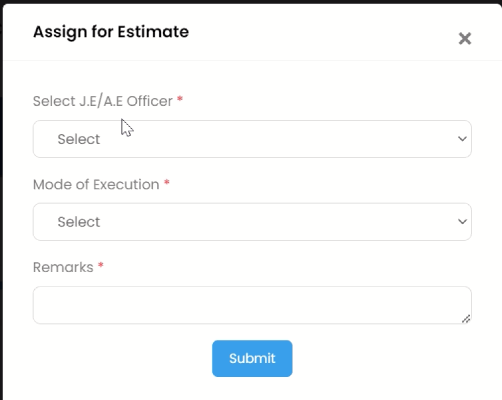 Assign for Estimate
Select J.E/A.E Officer *
Select
Mode of Execution *
Select
Remarks *
Submit